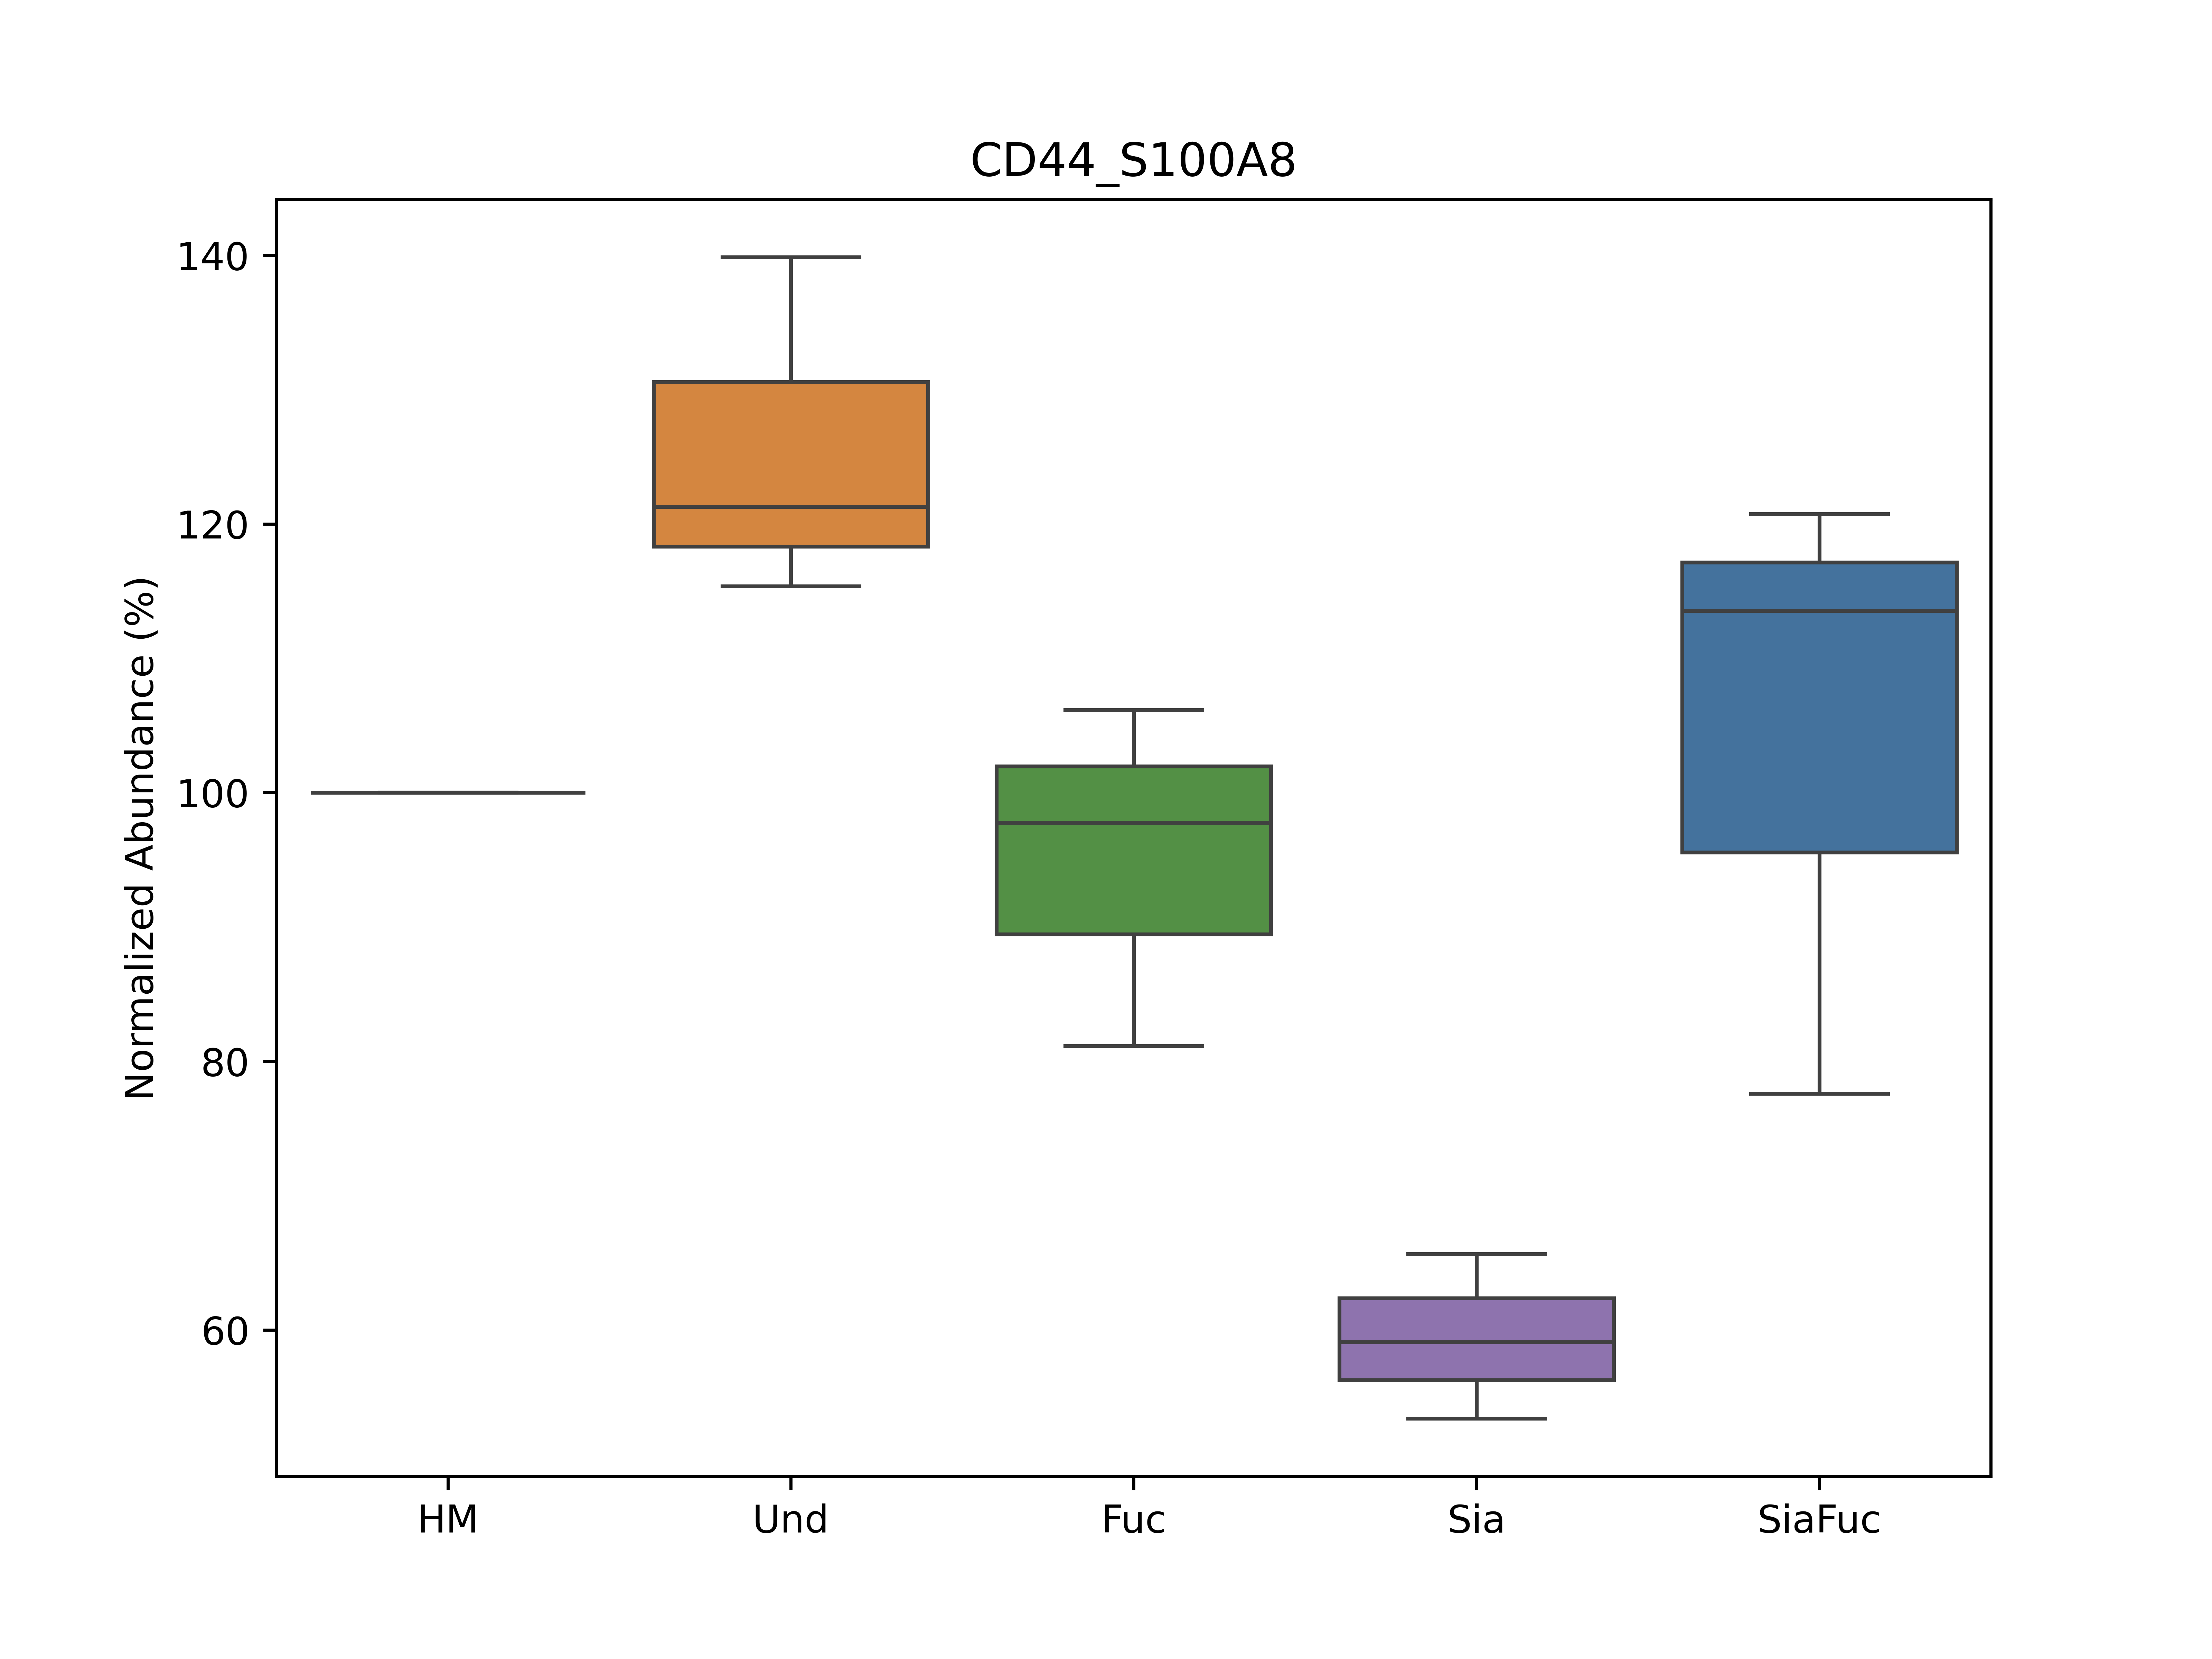 CD44_S100A8
Normalized Abundance (%)
140
120
100
80
60
HM
Und
Fuc
Sia
SiaFuc